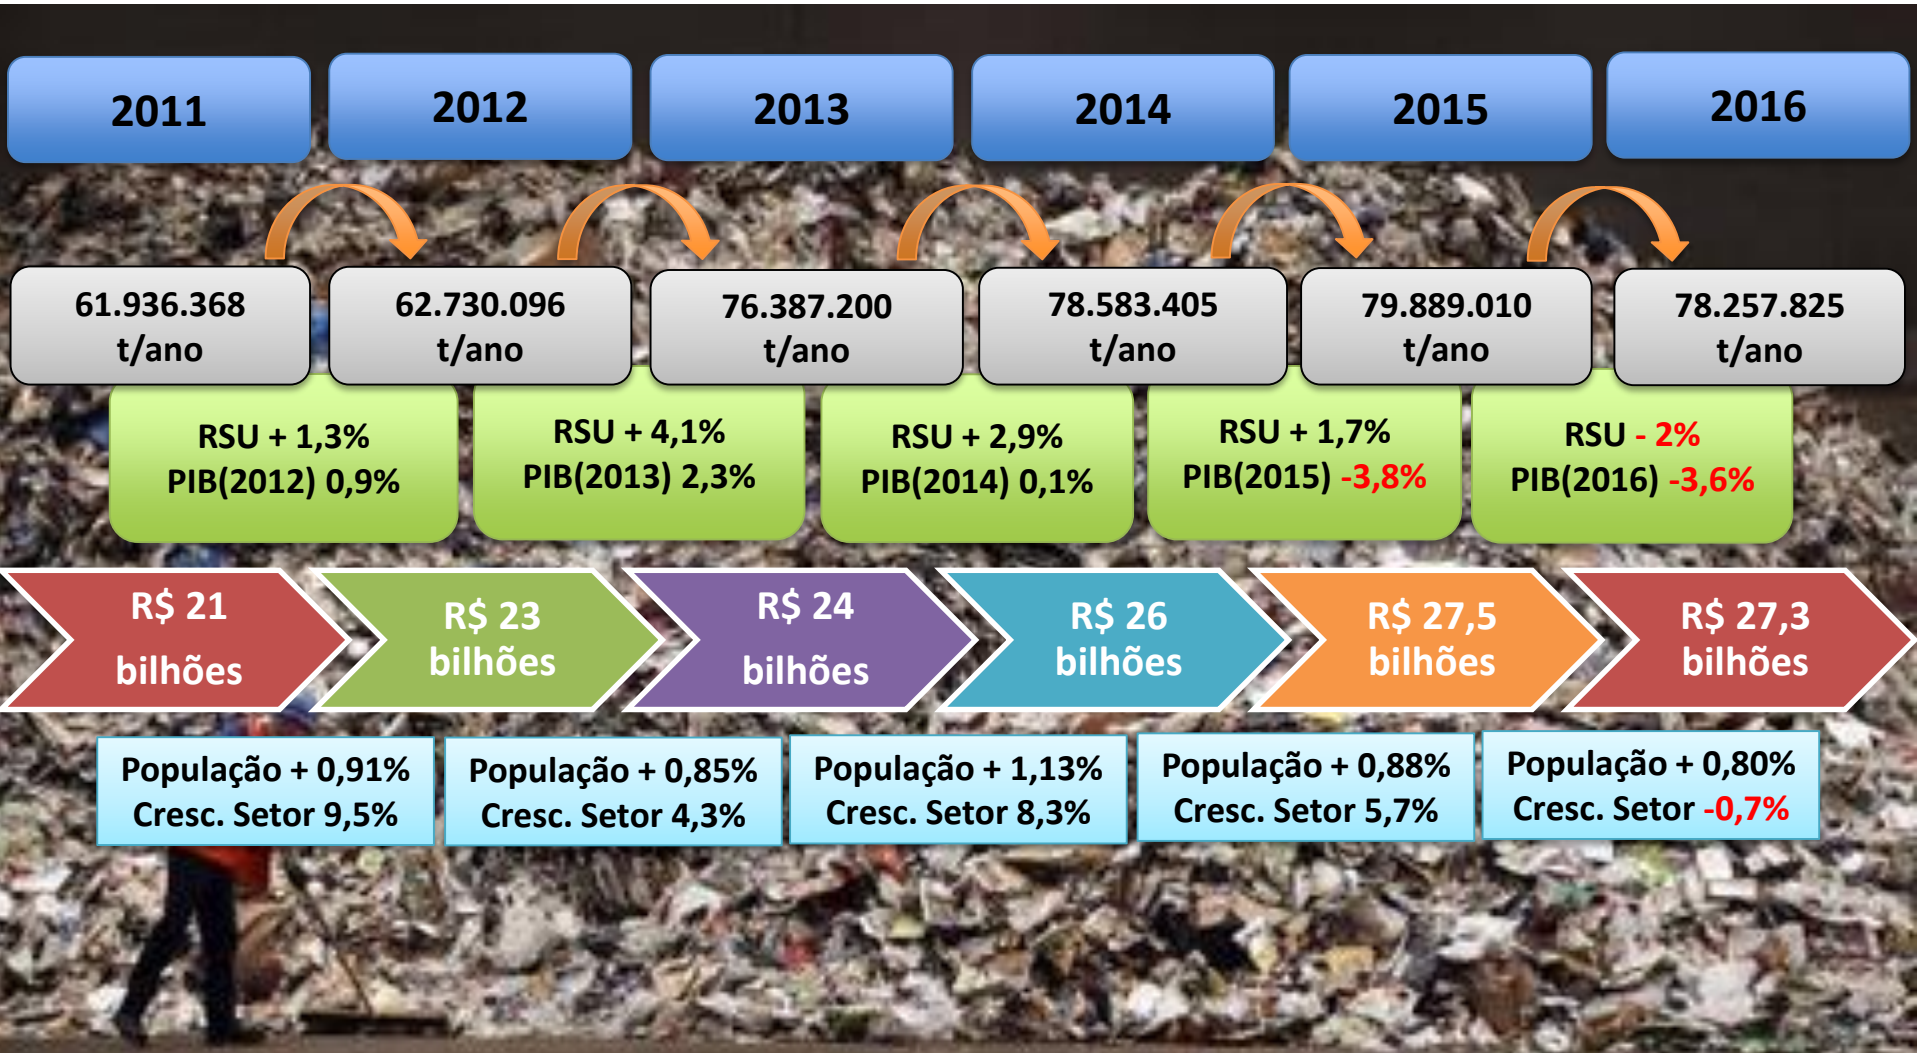 2011
2012
2013
2014
2015
2016
61.936.368
t/ano
62.730.096
t/ano
76.387.200
t/ano
78.583.405
t/ano
79.889.010
t/ano
78.257.825
t/ano
RSU + 1,3%
PIB(2012) 0,9%
RSU + 4,1%
PIB(2013) 2,3%
RSU + 2,9%
PIB(2014) 0,1%
RSU + 1,7%
PIB(2015) -3,8%
RSU - 2%
PIB(2016) -3,6%
R$ 21
bilhões
R$ 23
bilhões
R$ 24
bilhões
R$ 26
bilhões
R$ 27,5
bilhões
R$ 27,3
bilhões
População + 0,91%
Cresc. Setor 9,5%
População + 0,85%
Cresc. Setor 4,3%
População + 1,13%
Cresc. Setor 8,3%
População + 0,88%
Cresc. Setor 5,7%
População + 0,80%
Cresc. Setor -0,7%